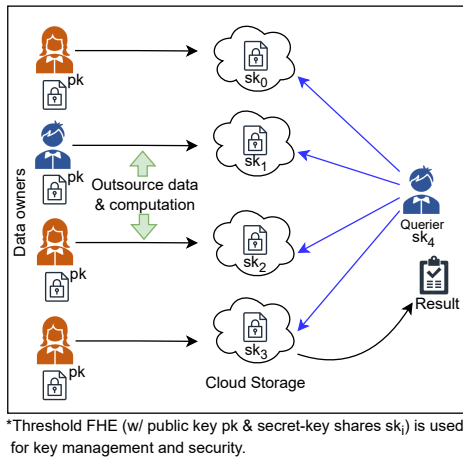 pk
sk0
pk
sk1
Outsource data
& computation
Data owners
Querier
sk4
pk
sk2
Result
pk
sk3
Cloud Storage
*Threshold FHE (w/ public key pk & secret-key shares ski) is used
for key management and security.